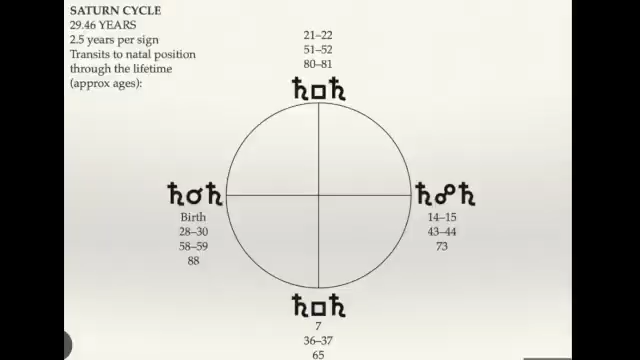 SATURN CYCLE
29.46 YEARS
2.5 years per sign
Transits to natal position
through the lifetime
(approx ages):
21–22
51–52
80–81
♄□♄
♄☌♄
Birth
28–30
58–59
88
♄☍♄
14–15
43–44
73
♄□♄
7
36–37
65